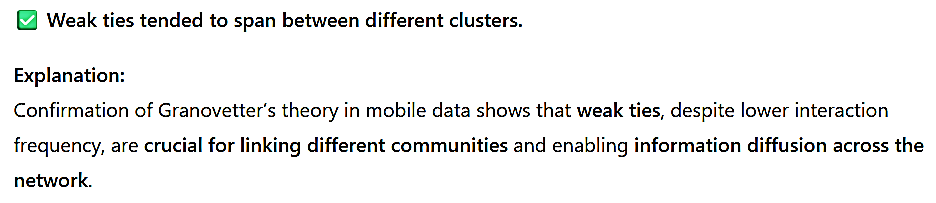 ✅ Weak ties tended to span between different clusters.
Explanation:
Confirmation of Granovetter's theory in mobile data shows that weak ties, despite lower interaction
frequency, are crucial for linking different communities and enabling information diffusion across the
network.